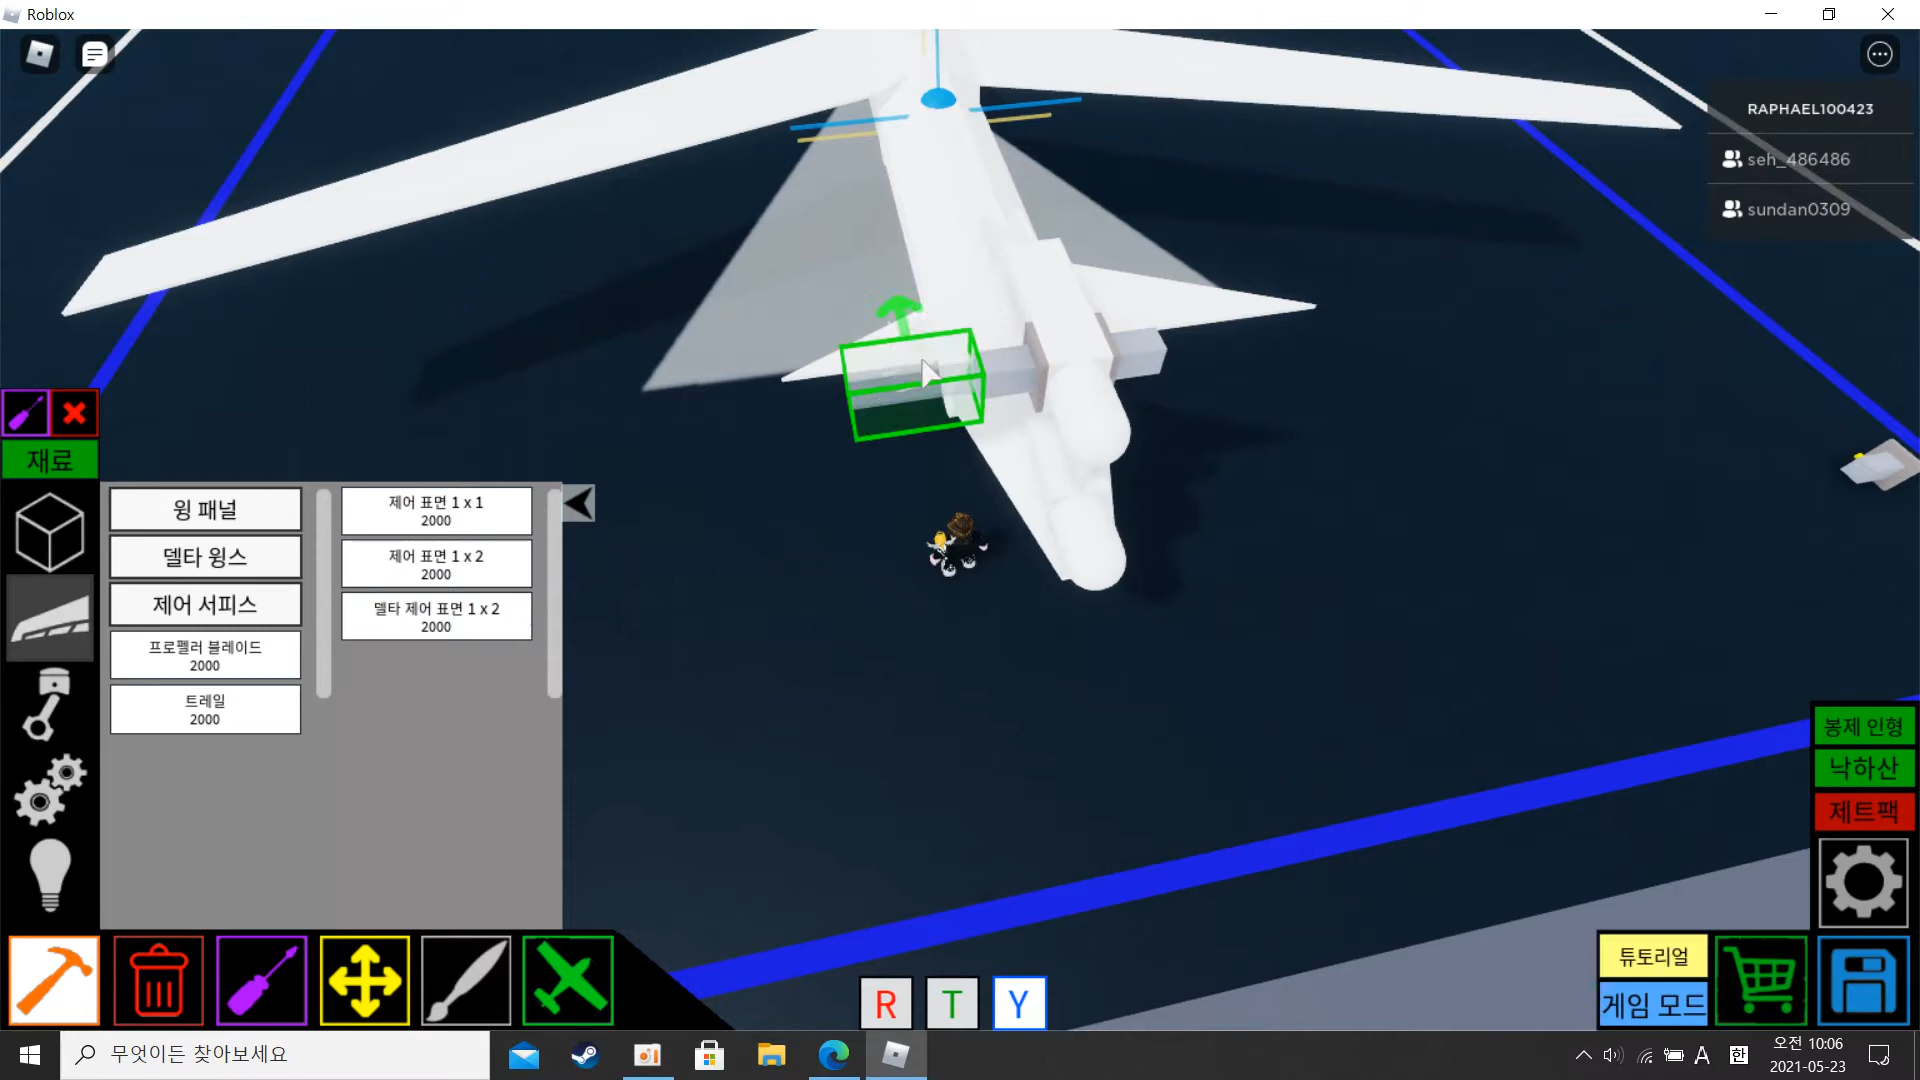 Roblox
RAPHAEL100423
seh_486486
sundan0309
재료
윙 패널
델타 윙스
제어 서피스
프로펠러 블레이드
2000
트레일
2000
제어 표면 1 x 1
2000
제어 표면 1 x 2
2000
델타 제어 표면 1 x 2
2000
봉제 인형
낙하산
제트팩
튜토리얼
게임 모드
R T Y
무엇이든 찾아보세요
A 한
오전 10:06
2021-05-23